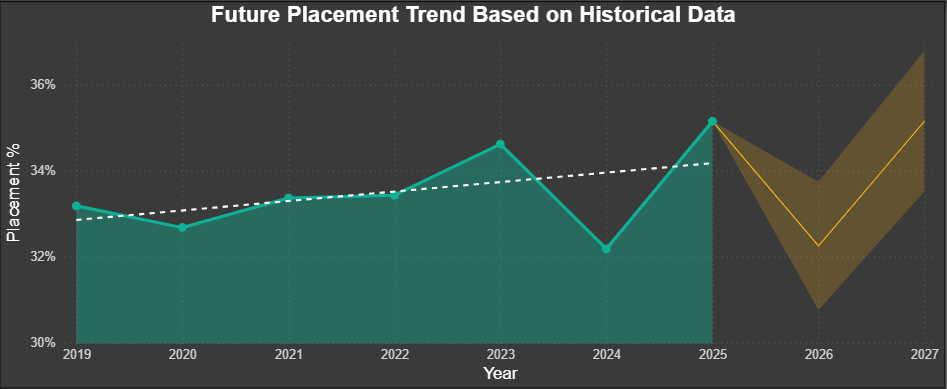 Future Placement Trend Based on Historical Data
Placement %
36%
34%
32%
30%
2019 2020 2021 2022 2023 2024 2025 2026 2027
Year